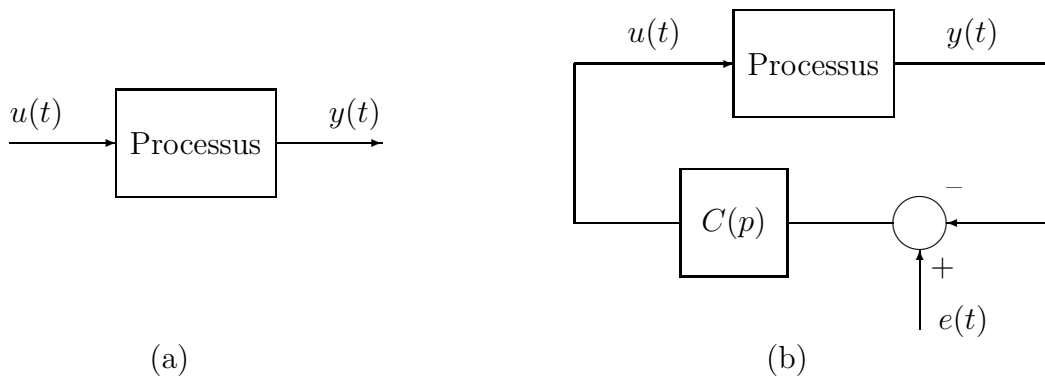 u(t)
Processus
y(t)
(a)
u(t)
Processus
y(t)
C(p)
−
+
e(t)
(b)